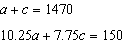 a + c = 1470
10.25a + 7.75c = 150